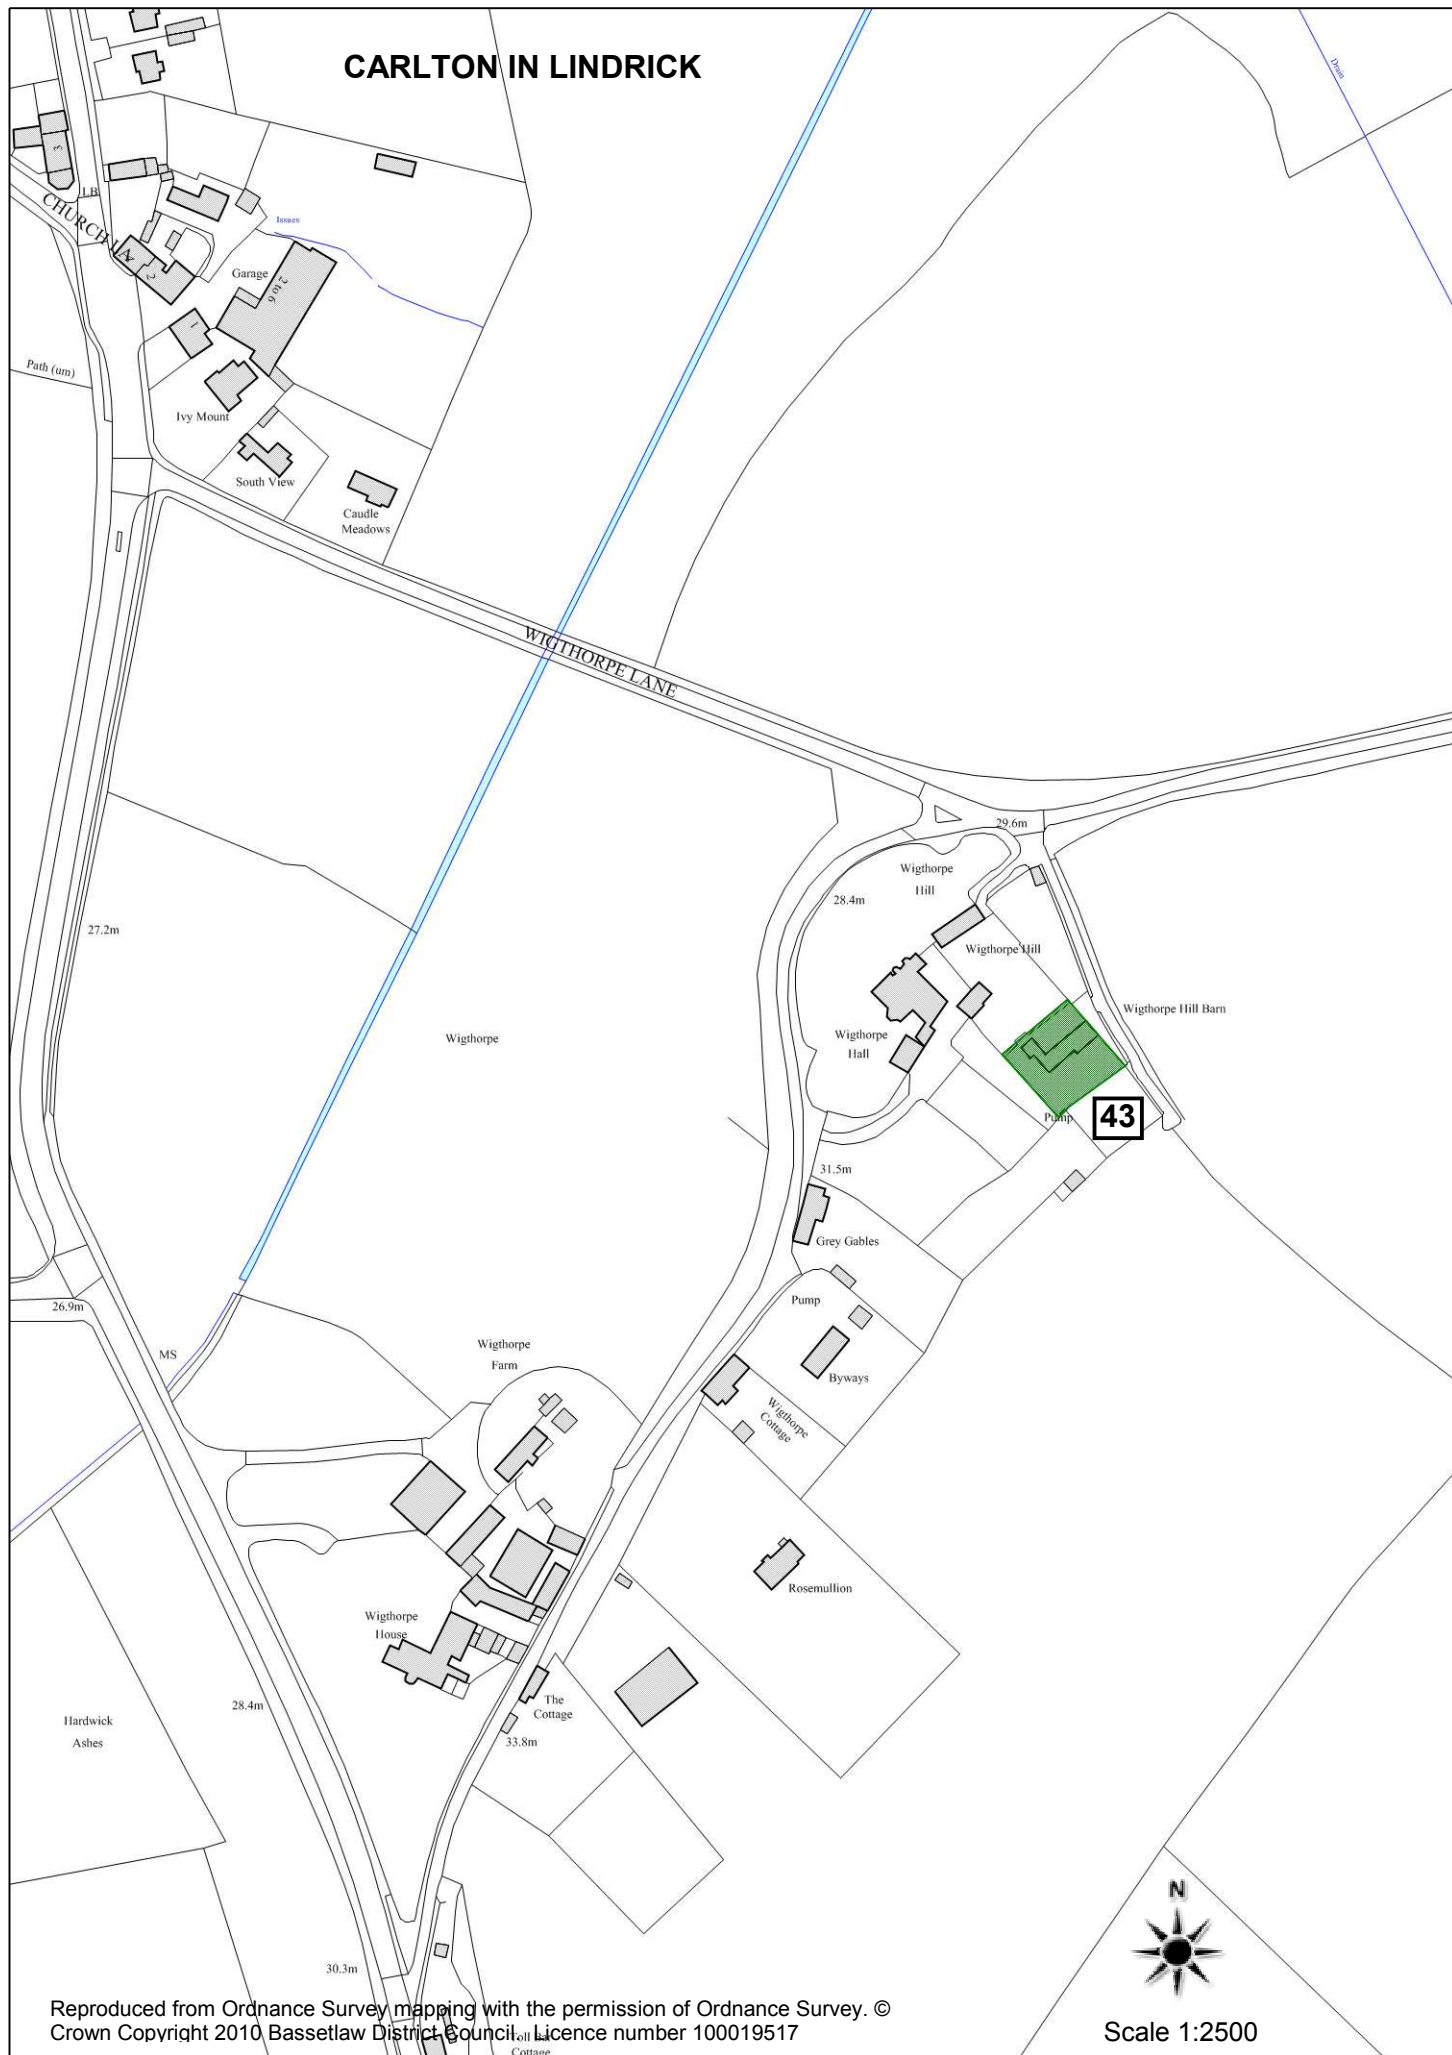 CARLTON IN LINDRICK
Drain
3
LB
CHURCH LA
2
Issues
Garage
2 to 6
1
Path (um)
Ivy Mount
South View
Caudle
Meadows
WIGTHORPE LANE
29.6m
Wigthorpe
Hill
28.4m
27.2m
Wigthorpe Hill
Wigthorpe Hill Barn
Wigthorpe
Wigthorpe
Hall
Pump
43
31.5m
Grey Gables
Pump
26.9m
MS
Wigthorpe
Farm
Byways
Wigthorpe
Cottage
Rosemullion
Wigthorpe
House
28.4m
The
Cottage
Hardwick
Ashes
33.8m
N
30.3m
Reproduced from Ordnance Survey mapping with the permission of Ordnance Survey. ©
Crown Copyright 2010 Bassetlaw District Council. Licence number 100019517
Toll Bar
Cottage
Scale 1:2500